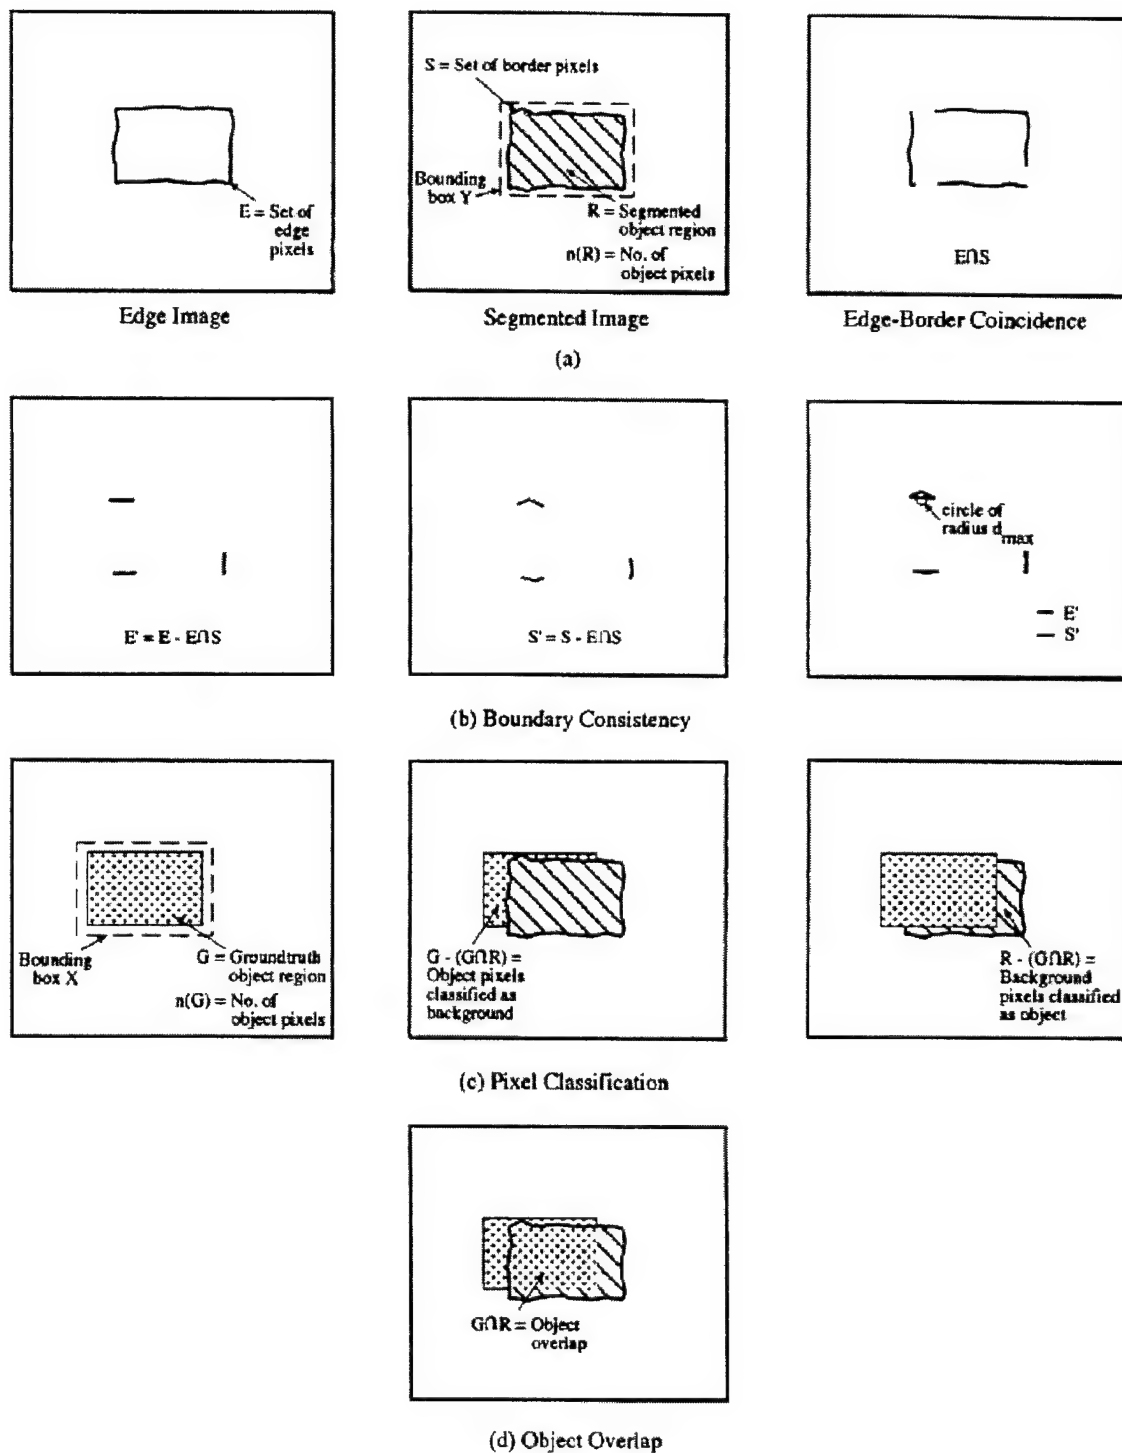 E = Set of
edge
pixels
Edge Image
S = Set of border pixels
Bounding
box Y
R = Segmented
object region
n(R) = No. of
object pixels
Segmented Image
E∩S
Edge-Border Coincidence
(a)
E' = E - E∩S
S' = S - E∩S
circle of
radius d max
E'
S'
(b) Boundary Consistency
Bounding
box X
G = Groundtruth
object region
n(G) = No. of
object pixels
G - (G∩R) =
Object pixels
classified as
background
R - (G∩R) =
Background
pixels classified
as object
(c) Pixel Classification
G∩R = Object
overlap
(d) Object Overlap